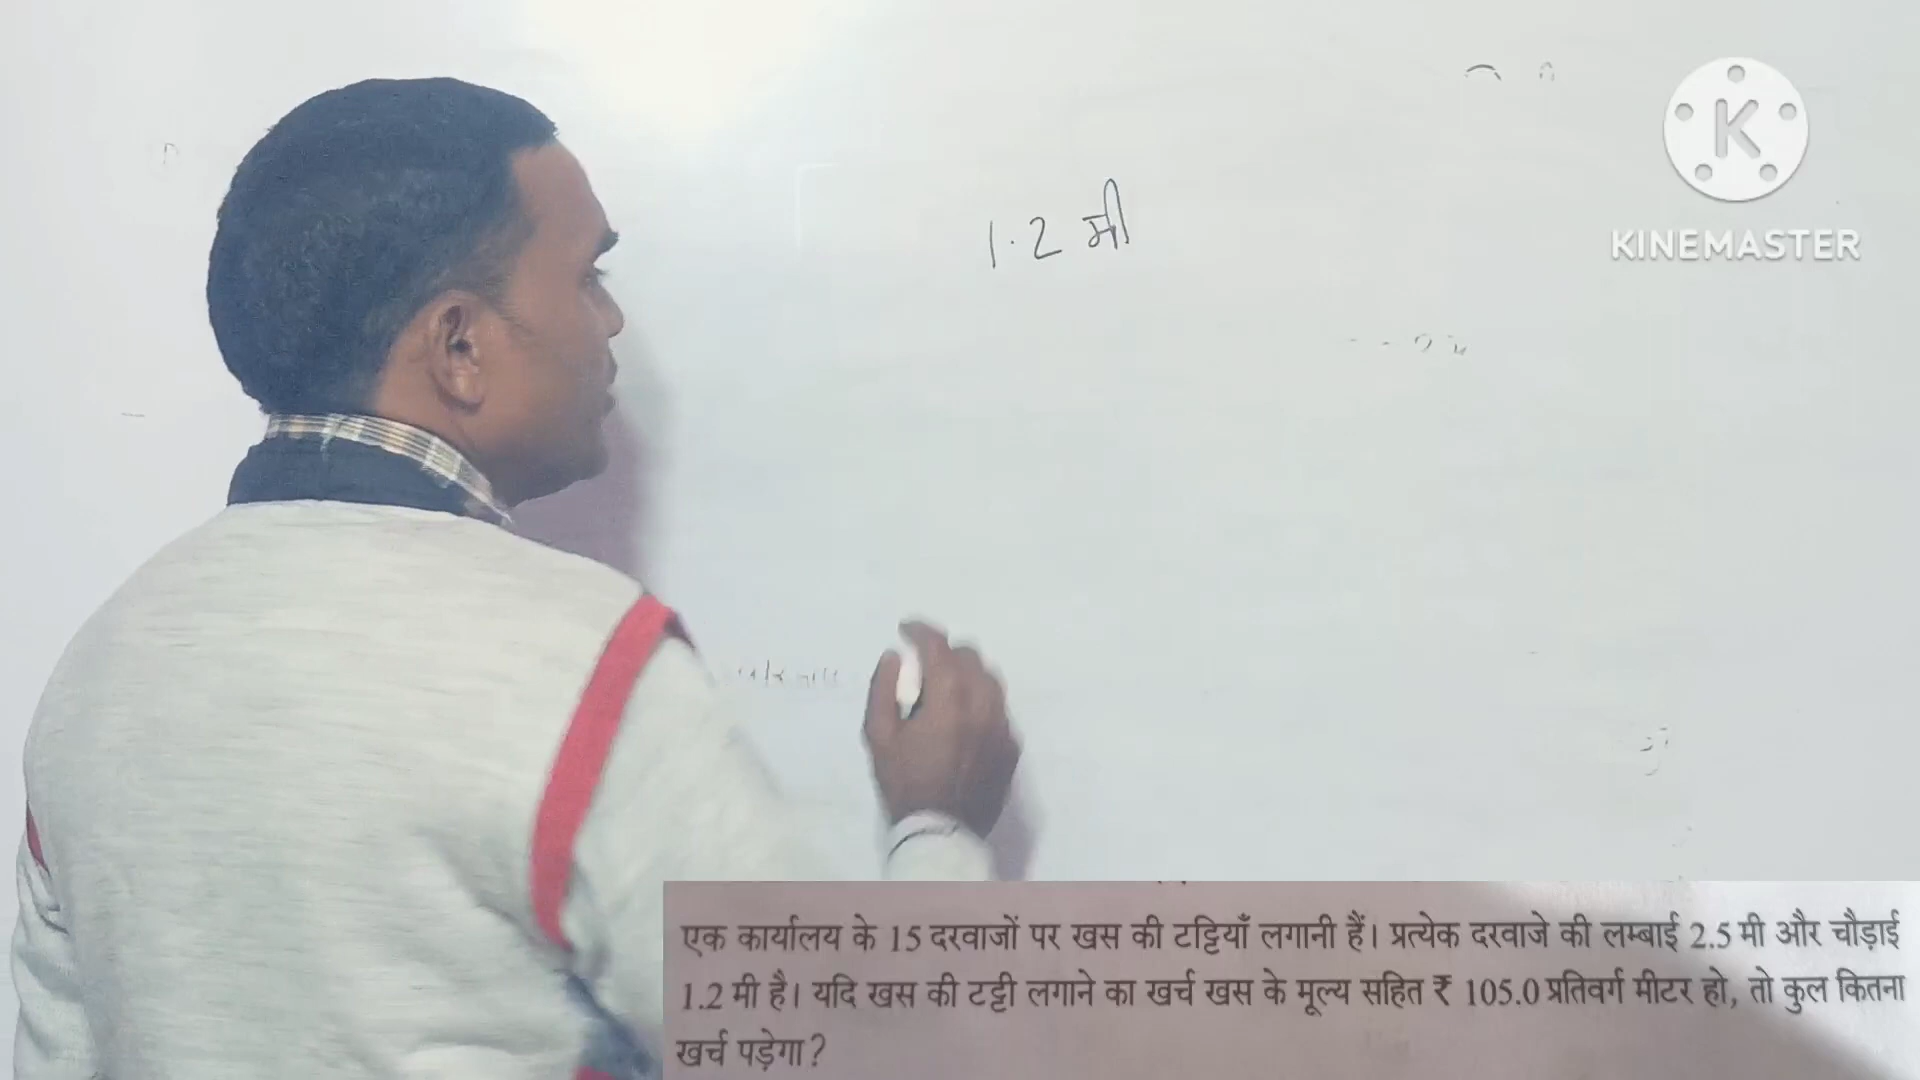 1.2 मी
KINEMASTER
एक कार्यालय के 15 दरवाजों पर खस की टट्टियाँ लगानी हैं। प्रत्येक दरवाजे की लम्बाई 2.5 मी और चौड़ाई
1.2 मी है। यदि खस की टट्टी लगाने का खर्च खस के मूल्य सहित ₹ 105.0 प्रतिवर्ग मीटर हो, तो कुल कितना
खर्च पड़ेगा?